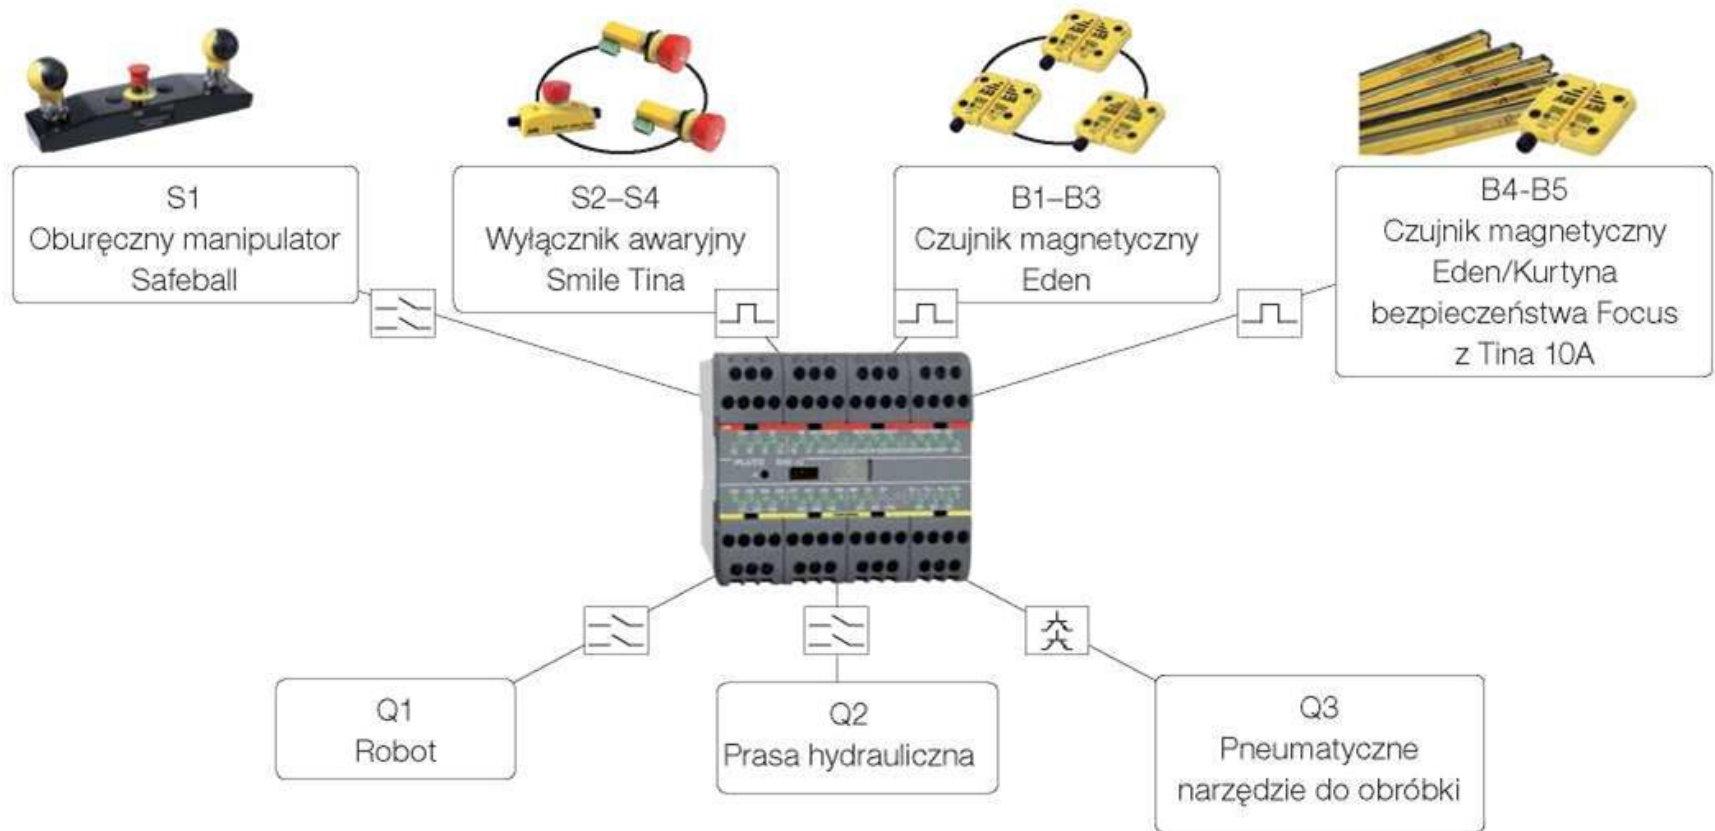 S1
Oburęczny manipulator
Safeball
S2–S4
Wyłącznik awaryjny
Smile Tina
B1–B3
Czujnik magnetyczny
Eden
B4-B5
Czujnik magnetyczny
Eden/Kurtyna
bezpieczeństwa Focus
z Tina 10A
PLUTO
Q1
Robot
Q2
Prasa hydrauliczna
Q3
Pneumatyczne
narzędzie do obróbki